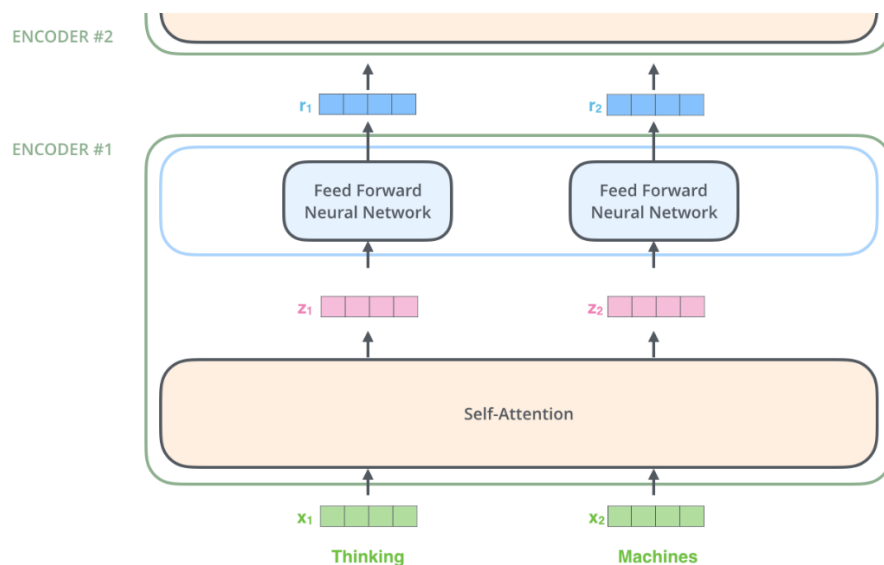 ENCODER #2
r₁
r₂
ENCODER #1
Feed Forward
Neural Network
Feed Forward
Neural Network
z₁
z₂
Self-Attention
x₁
x₂
Thinking
Machines